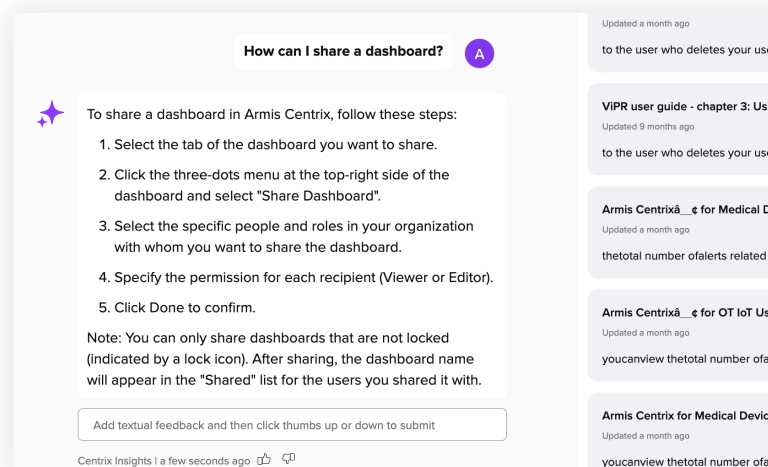 How can I share a dashboard?
A
To share a dashboard in Armis Centrix, follow these steps:
1. Select the tab of the dashboard you want to share.
2. Click the three-dots menu at the top-right side of the
dashboard and select "Share Dashboard".
3. Select the specific people and roles in your organization
with whom you want to share the dashboard.
4. Specify the permission for each recipient (Viewer or Editor).
5. Click Done to confirm.
Note: You can only share dashboards that are not locked
(indicated by a lock icon). After sharing, the dashboard name
will appear in the "Shared" list for the users you shared it with.
Add textual feedback and then click thumbs up or down to submit
Centrix Insights | a few seconds ago
Updated a month ago
to the user who deletes your use
ViPR user guide - chapter 3: Us
Updated 9 months ago
to the user who deletes your use
Armis Centrixâ__¢ for Medical D
Updated a month ago
thetotal number ofalerts related
Armis Centrixâ__¢ for OT IoT Us
Updated a month ago
youcanview thetotal number ofa
Armis Centrix for Medical Devic
Updated a month ago
youcanview thetotal number ofa